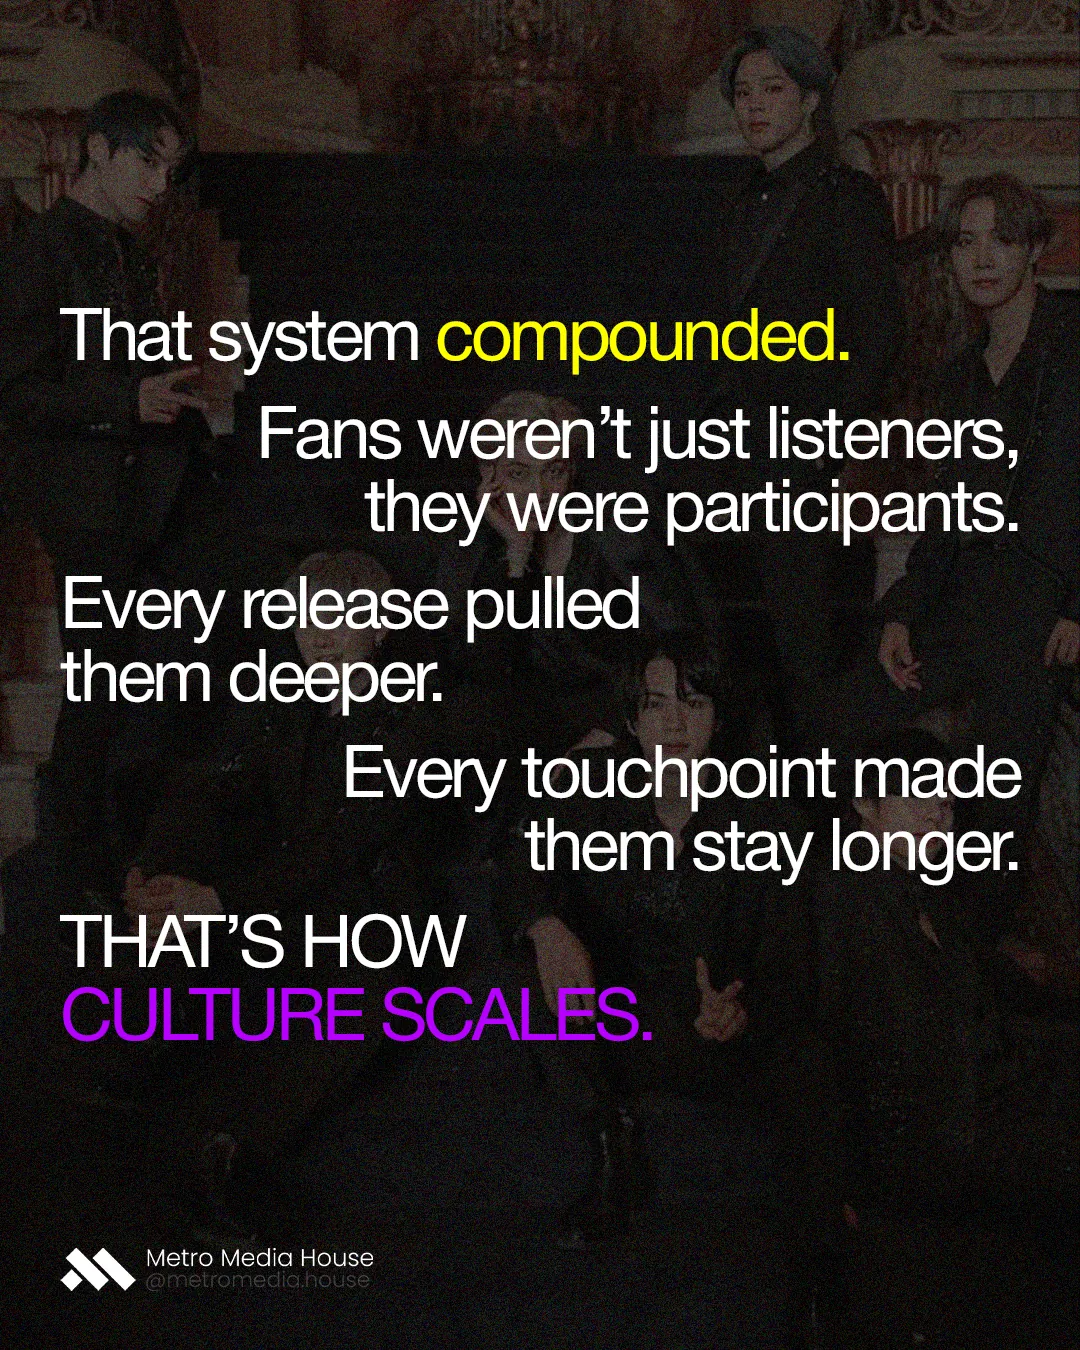 That system compounded.
Fans weren’t just listeners,
they were participants.
Every release pulled
them deeper.
Every touchpoint made
them stay longer.
THAT’S HOW
CULTURE SCALES.
Metro Media House
@metromedia.house